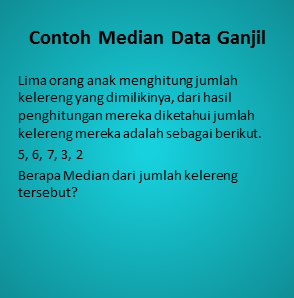 Contoh Median Data Ganjil
Lima orang anak menghitung jumlah
kelereng yang dimilikinya, dari hasil
penghitungan mereka diketahui jumlah
kelereng mereka adalah sebagai berikut.
5, 6, 7, 3, 2
Berapa Median dari jumlah kelereng
tersebut?